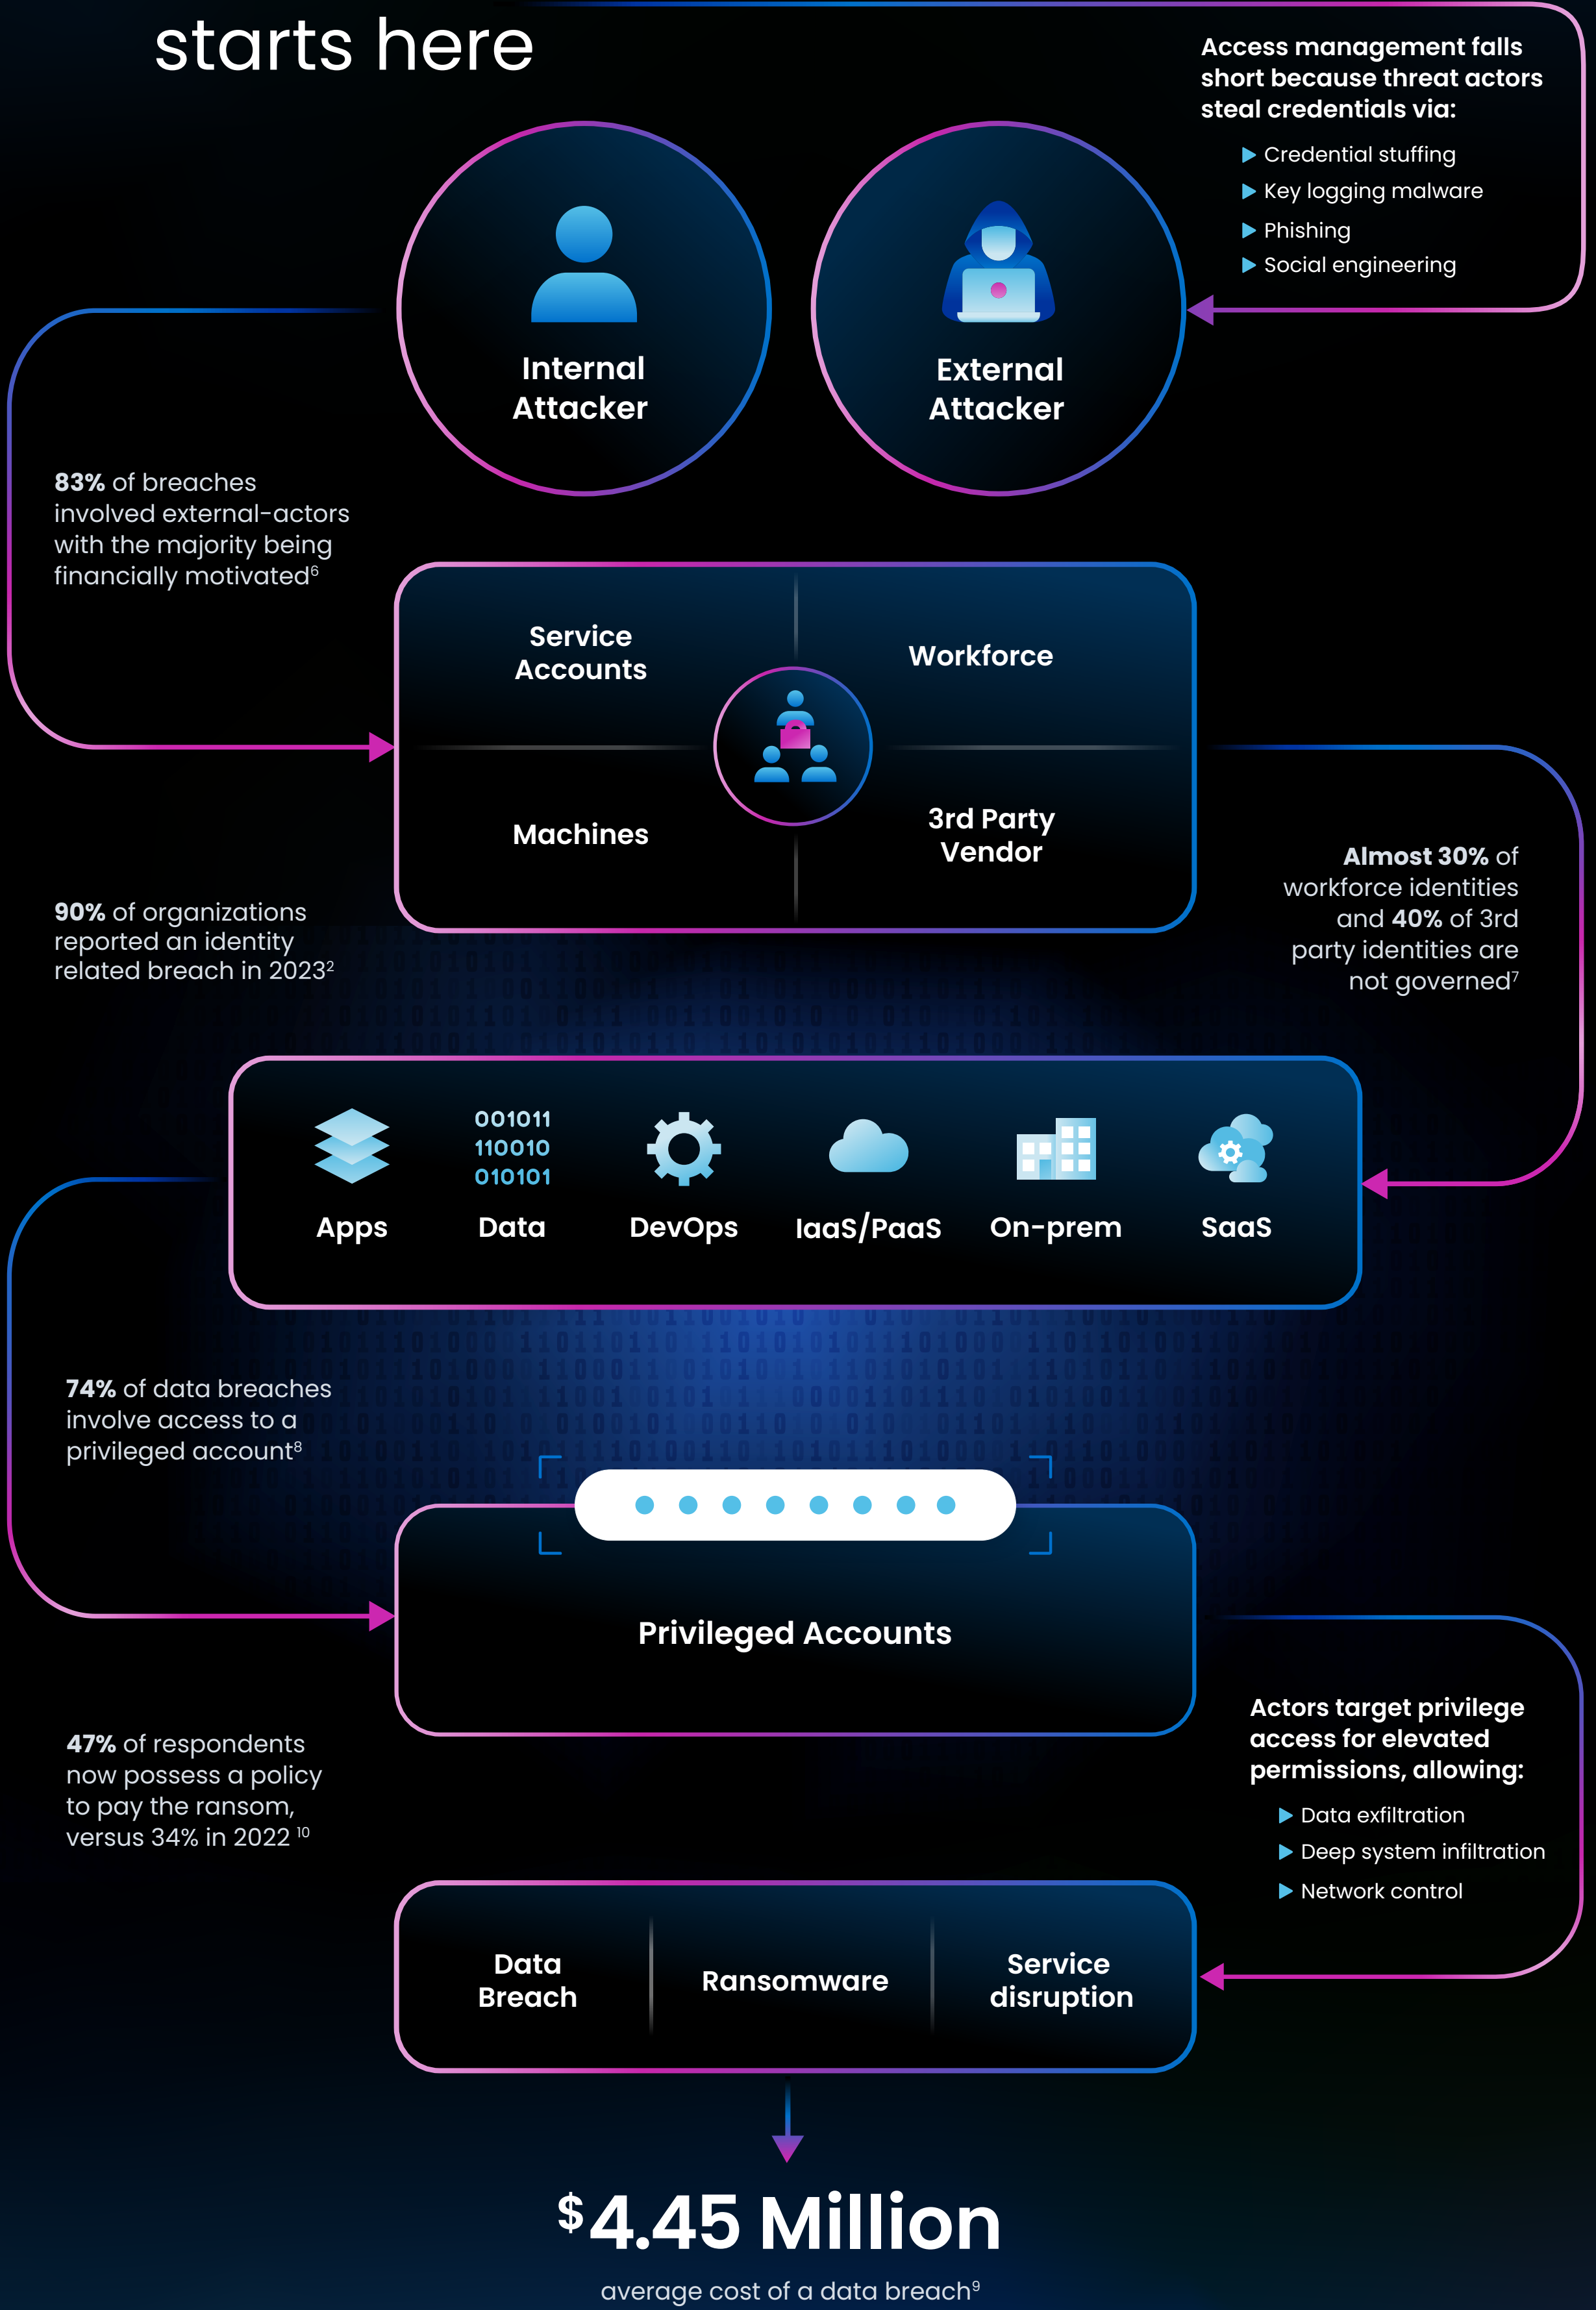 starts here
Access management falls
short because threat actors
steal credentials via:
Credential stuffing
Key logging malware
Phishing
Social engineering
Internal
Attacker
External
Attacker
83% of breaches
involved external-actors
with the majority being
financially motivated6
Service
Accounts
Workforce
Machines
3rd Party
Vendor
90% of organizations
reported an identity
related breach in 20232
Almost 30% of
workforce identities
and 40% of 3rd
party identities are
not governed7
001011
110010
010101
Apps
Data
DevOps
IaaS/PaaS
On-prem
SaaS
74% of data breaches
involve access to a
privileged account8
Privileged Accounts
47% of respondents
now possess a policy
to pay the ransom,
versus 34% in 2022 10
Actors target privilege
access for elevated
permissions, allowing:
Data exfiltration
Deep system infiltration
Network control
Data
Breach
Ransomware
Service
disruption
$4.45 Million
average cost of a data breach9